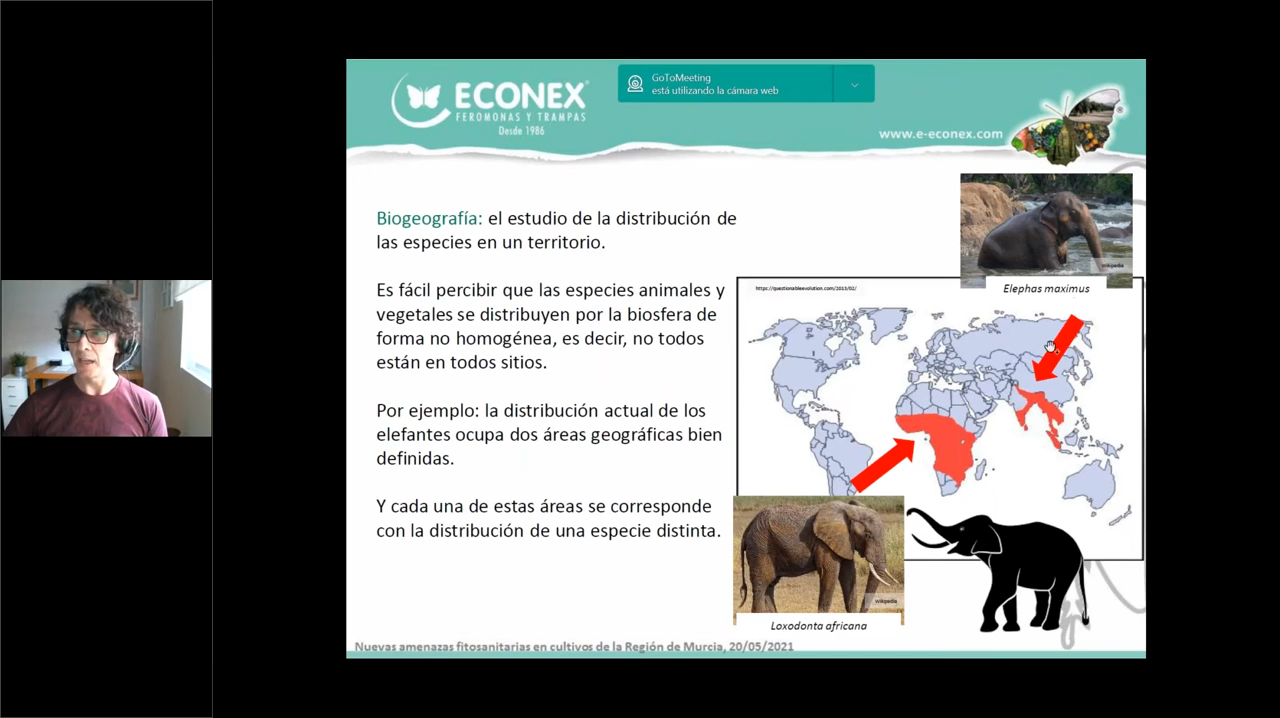 ECONEX
FEROMONAS Y TRAMPAS
Desde 1986
GoToMeeting
está utilizando la cámara web
www.e-econex.com
Biogeografía: el estudio de la distribución de
las especies en un territorio.
Es fácil percibir que las especies animales y
vegetales se distribuyen por la biosfera de
forma no homogénea, es decir, no todos
están en todos sitios.
Por ejemplo: la distribución actual de los
elefantes ocupa dos áreas geográficas bien
definidas.
Y cada una de estas áreas se corresponde
con la distribución de una especie distinta.
wikipedia
Elephas maximus
https://questionableevolution.com/2013/02/
wikipedia
Loxodonta africana
Nuevas amenazas fitosanitarias en cultivos de la Región de Murcia, 20/05/2021